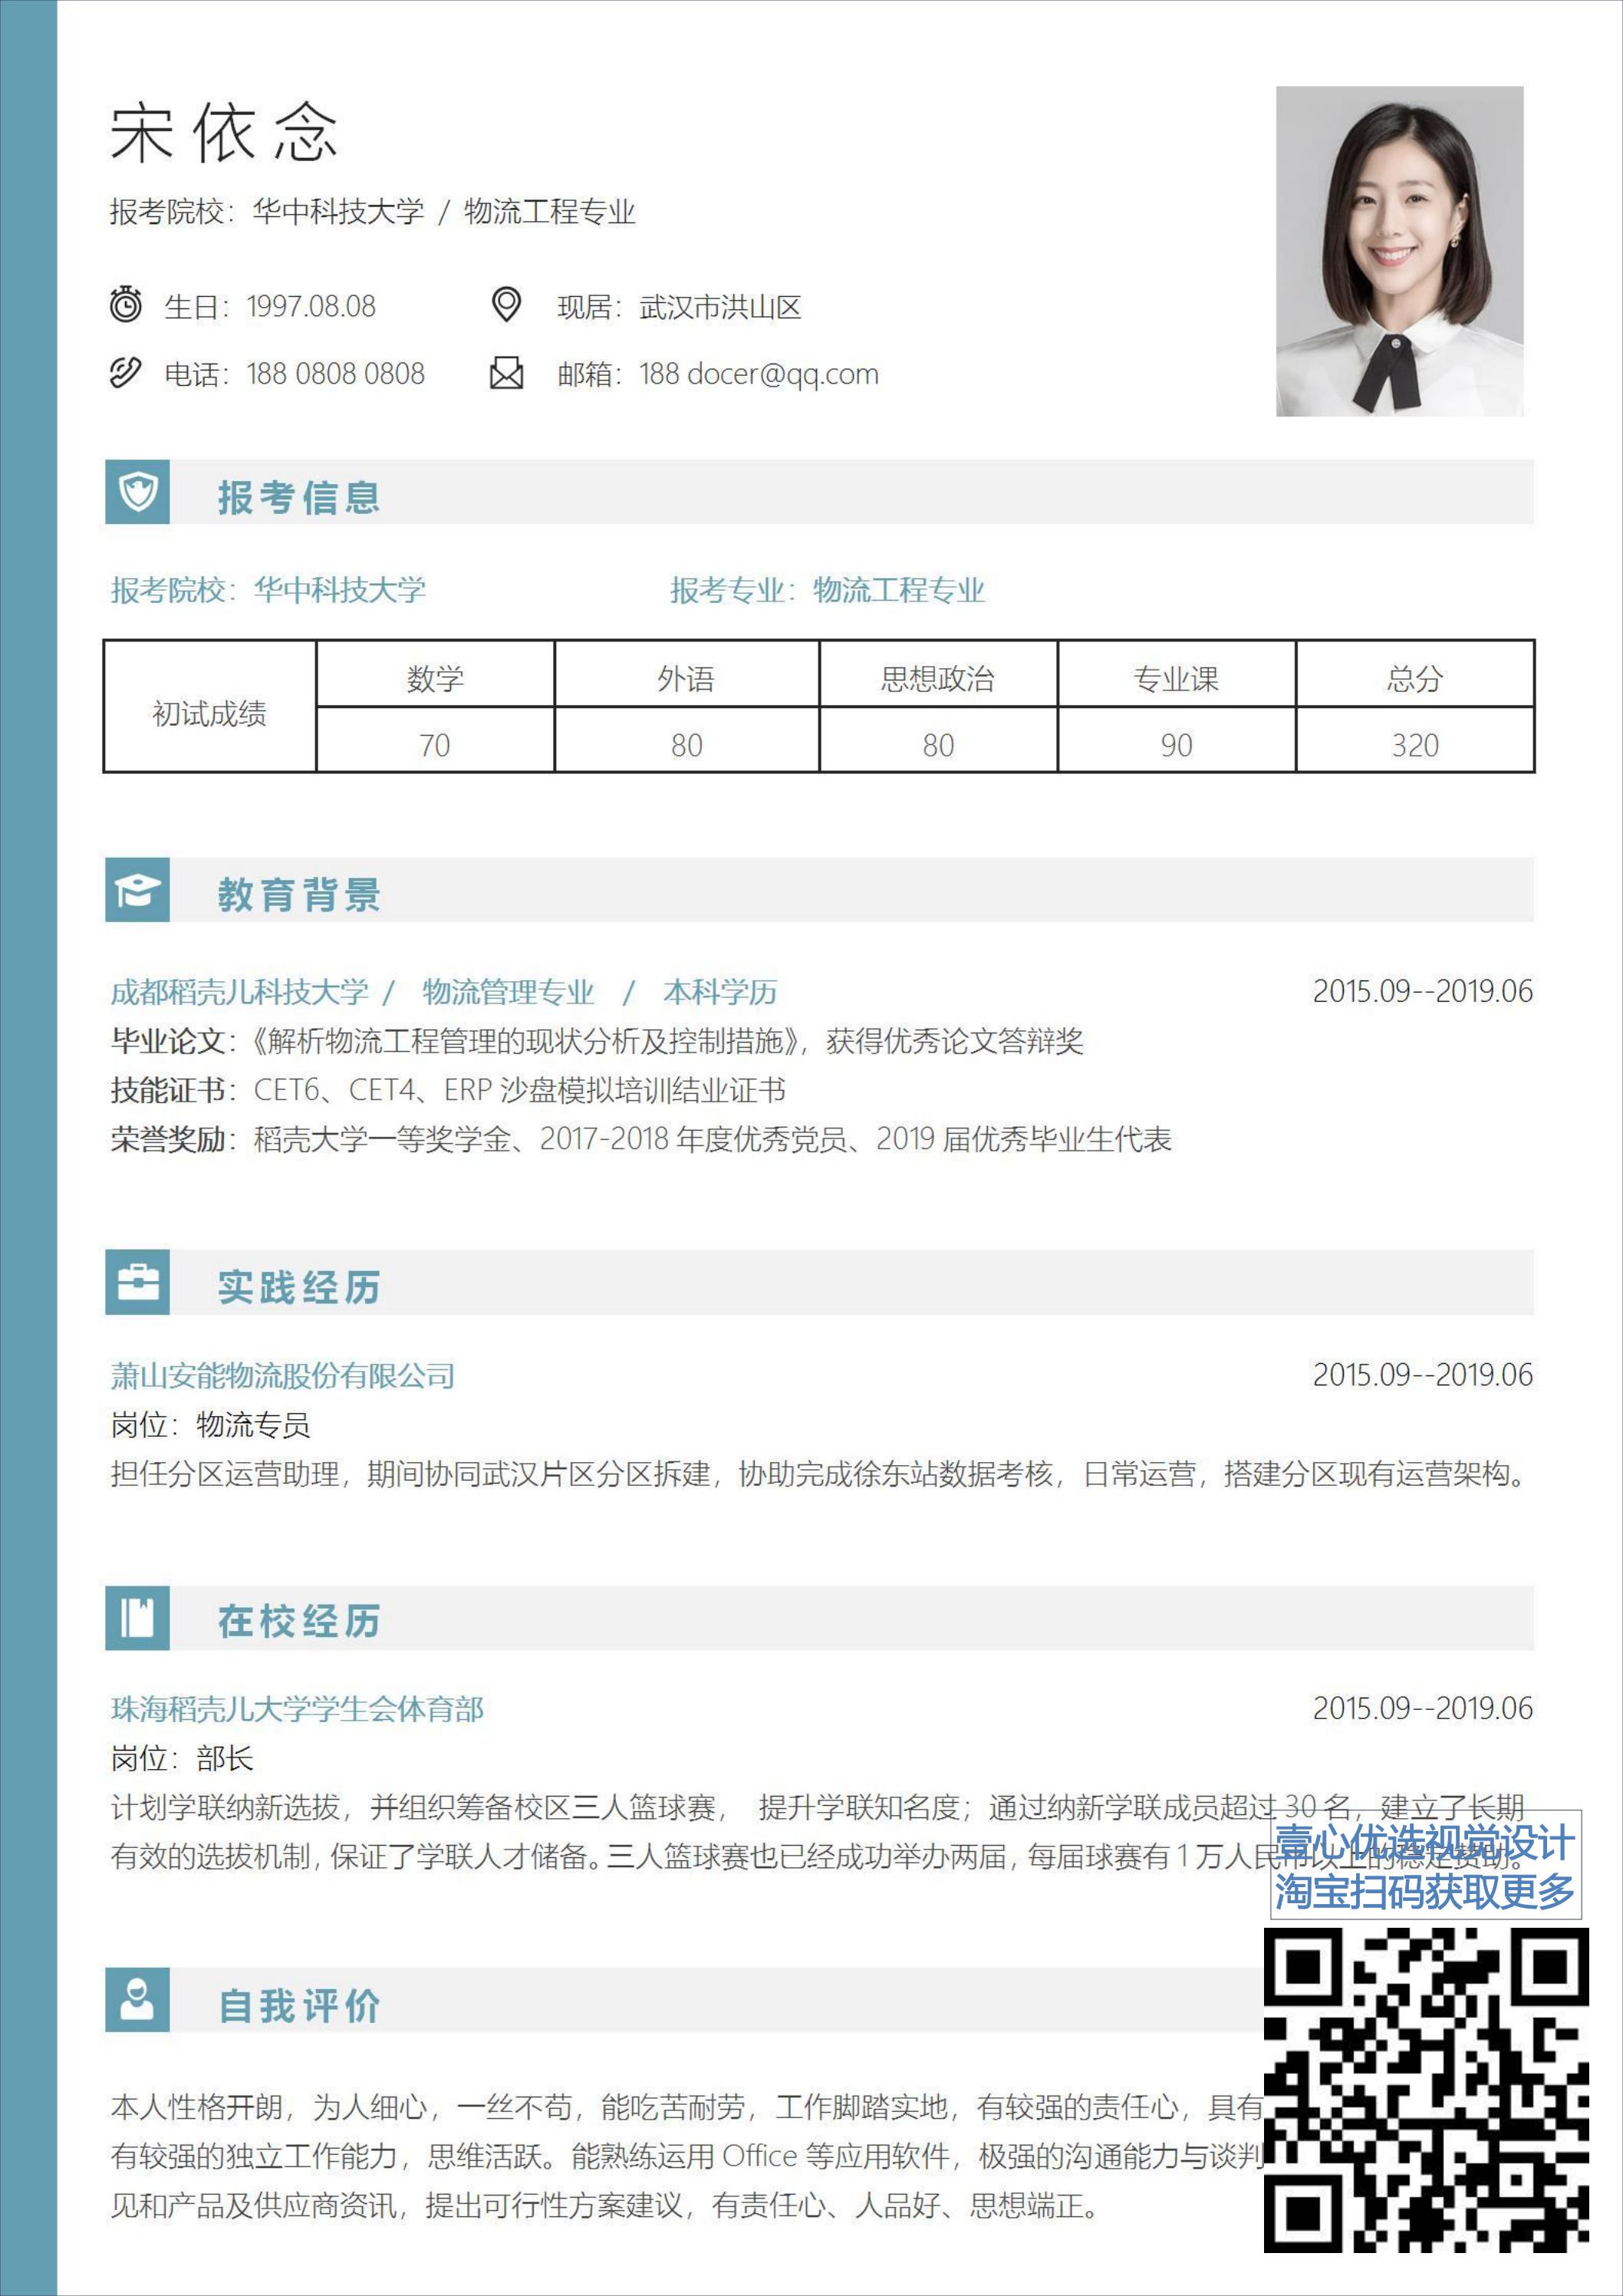 宋依念
报考院校：华中科技大学 / 物流工程专业
生日：1997.08.08 现居：武汉市洪山区
电话：188 0808 0808 邮箱：188 docer@qq.com
报考信息
报考院校：华中科技大学 报考专业：物流工程专业
初试成绩 数学 外语 思想政治 专业课 总分
70 80 80 90 320
教育背景
成都稻壳儿科技大学 / 物流管理专业 / 本科学历 2015.09--2019.06
毕业论文：《解析物流工程管理的现状分析及控制措施》，获得优秀论文答辩奖
技能证书：CET6、CET4、ERP 沙盘模拟培训结业证书
荣誉奖励：稻壳大学一等奖学金、2017-2018 年度优秀党员、2019 届优秀毕业生代表
实践经历
萧山安能物流股份有限公司 2015.09--2019.06
岗位：物流专员
担任分区运营助理，期间协同武汉片区分区拆建，协助完成徐东站数据考核，日常运营，搭建分区现有运营架构。
在校经历
珠海稻壳儿大学学生会体育部 2015.09--2019.06
岗位：部长
计划学联纳新选拔，并组织筹备校区三人篮球赛， 提升学联知名度；通过纳新学联成员超过 30 名，建立了长期
有效的选拔机制，保证了学联人才储备。三人篮球赛也已经成功举办两届，每届球赛有 1 万人民币以上的稳定赞助。
壹心优选视觉设计
淘宝扫码获取更多
自我评价
本人性格开朗，为人细心，一丝不苟，能吃苦耐劳，工作脚踏实地，有较强的责任心，具有
有较强的独立工作能力，思维活跃。能熟练运用 Office 等应用软件，极强的沟通能力与谈判
见和产品及供应商资讯，提出可行性方案建议，有责任心、人品好、思想端正。